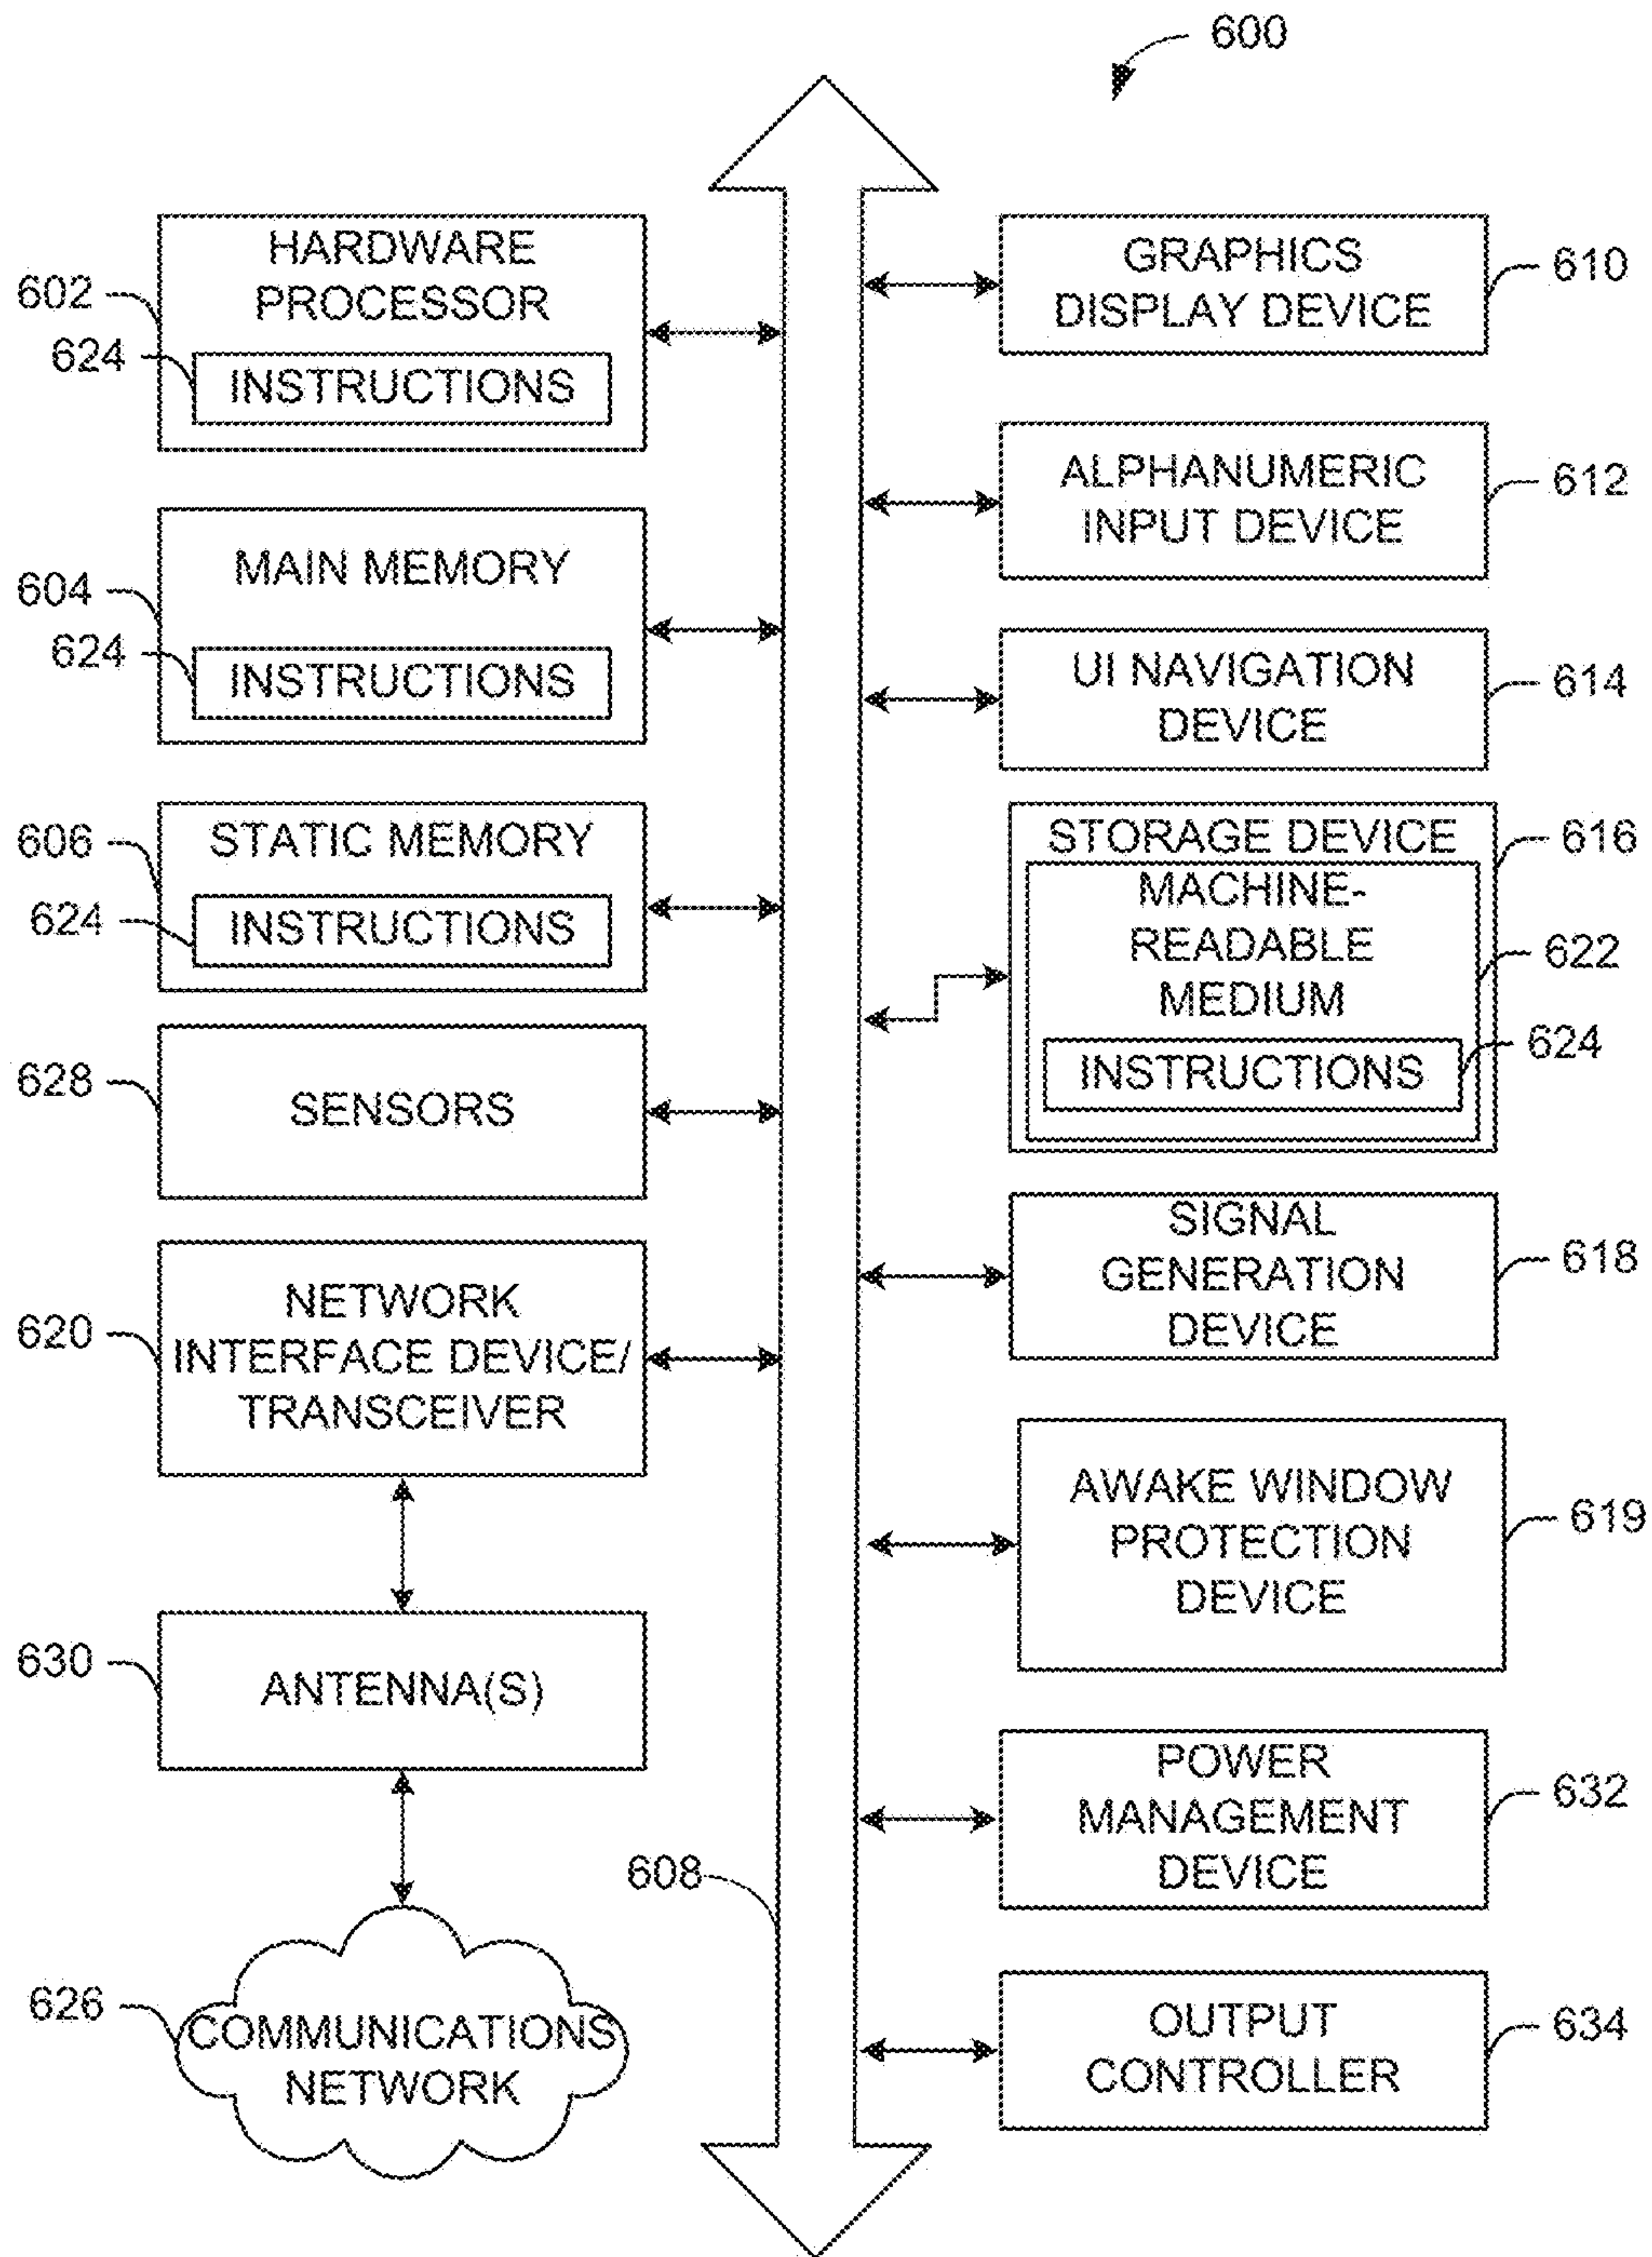 600
HARDWARE
PROCESSOR
602
624
INSTRUCTIONS
MAIN MEMORY
604
624
INSTRUCTIONS
STATIC MEMORY
606
624
INSTRUCTIONS
628
SENSORS
NETWORK
INTERFACE DEVICE/
TRANSCEIVER
620
630
ANTENNA(S)
608
626
COMMUNICATIONS
NETWORK
GRAPHICS
DISPLAY DEVICE
610
ALPHANUMERIC
INPUT DEVICE
612
UI NAVIGATION
DEVICE
614
STORAGE DEVICE
616
MACHINE-
READABLE
MEDIUM
622
INSTRUCTIONS
624
SIGNAL
GENERATION
DEVICE
618
AWAKE WINDOW
PROTECTION
DEVICE
619
POWER
MANAGEMENT
DEVICE
632
OUTPUT
CONTROLLER
634